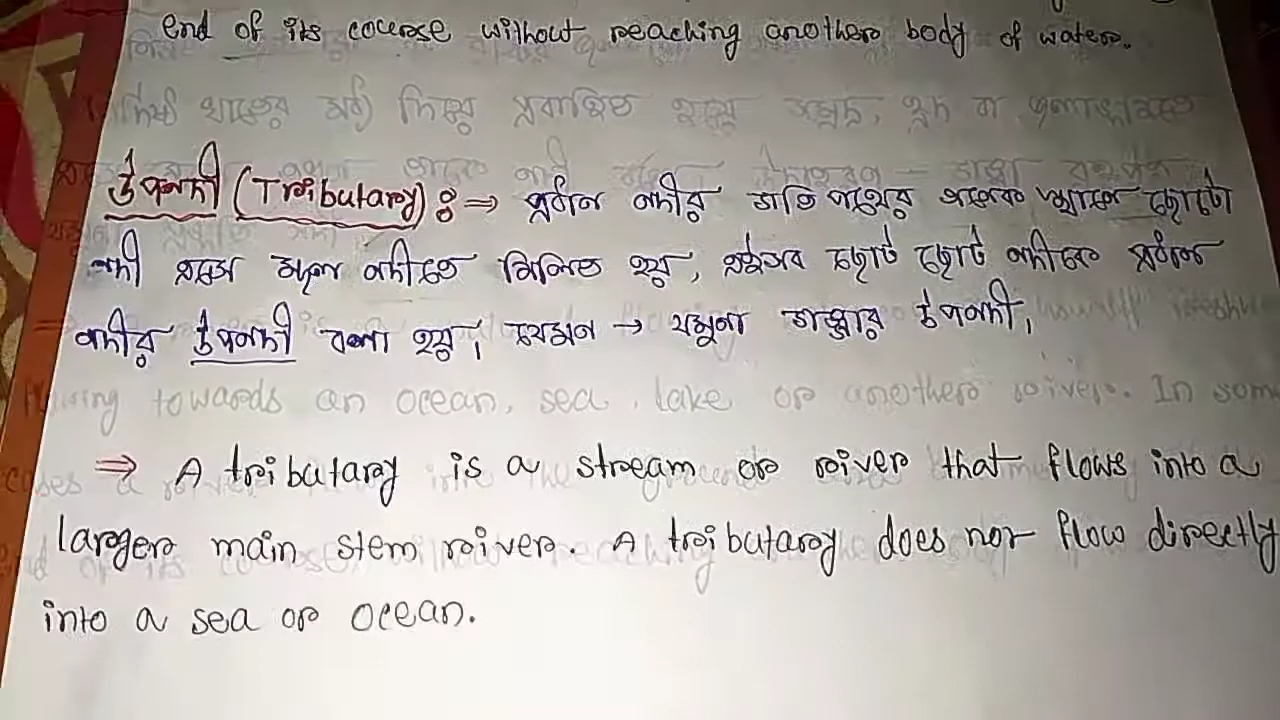 end of its course without reaching another body of water.
উপনদী (Tributary) : ⇒ প্রধান নদীর গতি পথের অনেক স্থানে ছোটো
নদী এসে মূল নদীতে মিলিত হয়, এইসব ছোট ছোট নদীকে প্রধান
নদীর উপনদী বলা হয়। যেমন → যমুনা গঙ্গার উপনদী।
⇒ A tributary is a stream or river that flows into a
larger main stem river. A tributary does not flow directly
into a sea or ocean.